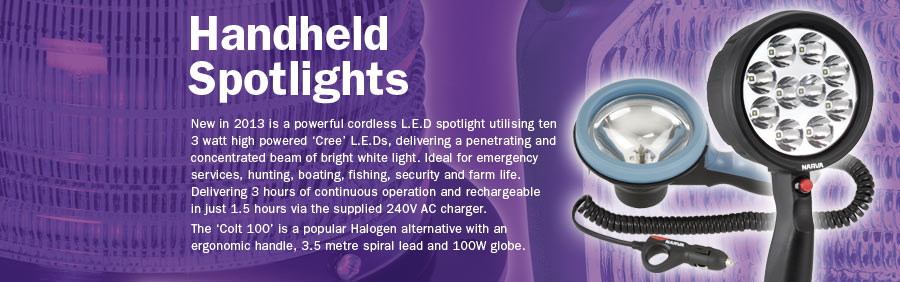 Handheld
Spotlights
New in 2013 is a powerful cordless L.E.D spotlight utilising ten
3 watt high powered ‘Cree’ L.E.Ds, delivering a penetrating and
concentrated beam of bright white light. Ideal for emergency
services, hunting, boating, fishing, security and farm life.
Delivering 3 hours of continuous operation and rechargeable
in just 1.5 hours via the supplied 240V AC charger.
The ‘Colt 100’ is a popular Halogen alternative with an
ergonomic handle, 3.5 metre spiral lead and 100W globe.
NARVA
NARVA